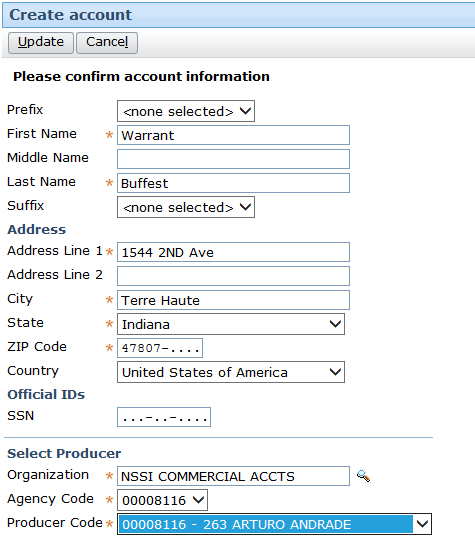 Create account
Update Cancel
Please confirm account information
Prefix <none selected>
First Name * Warrant
Middle Name
Last Name * Buffest
Suffix <none selected>
Address
Address Line 1 * 1544 2ND Ave
Address Line 2
City * Terre Haute
State * Indiana
ZIP Code * 47807-....
Country United States of America
Official IDs
SSN ...-..-....
Select Producer
Organization * NSSI COMMERCIAL ACCTS
Agency Code * 00008116
Producer Code * 00008116 - 263 ARTURO ANDRADE